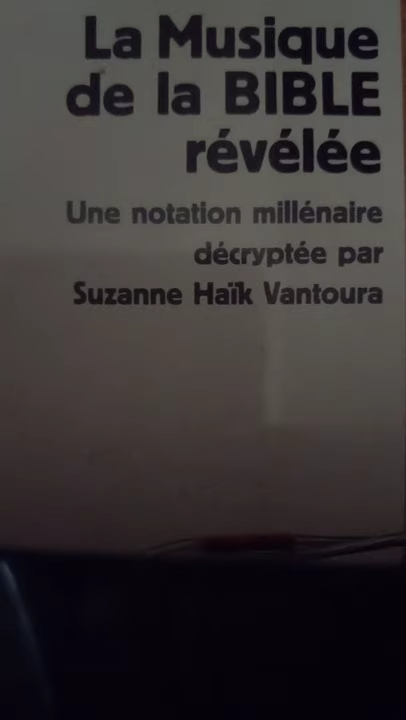 La Musique
de la BIBLE
révélée
Une notation millénaire
décryptée par
Suzanne Haïk Vantoura